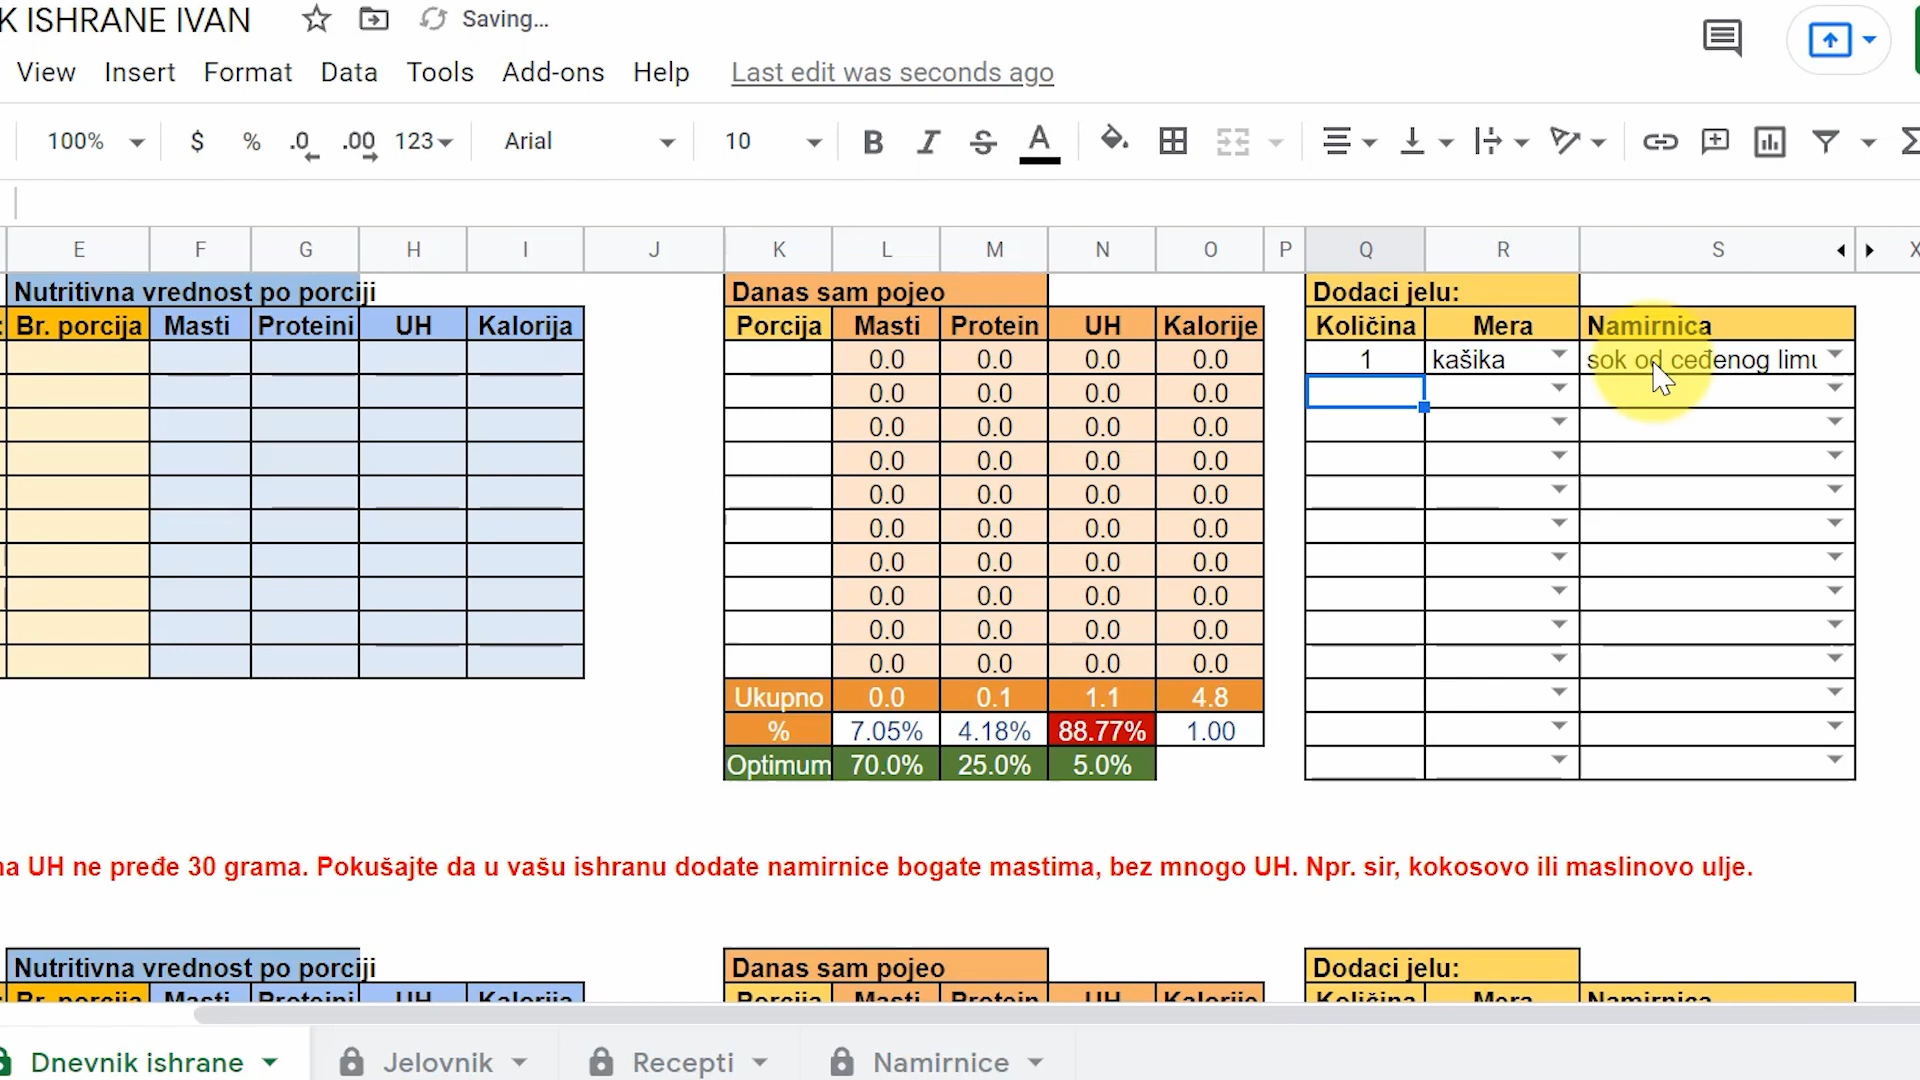 K ISHRANE IVAN Saving...
View Insert Format Data Tools Add-ons Help Last edit was seconds ago
100% $ % .0 .00 123 Arial 10 B I S A Σ
E F G H I J K L M N O P Q R S X
Nutritivna vrednost po porciji Danas sam pojeo Dodaci jelu:
: Br. porcija Masti Proteini UH Kalorija Porcija Masti Protein UH Kalorije Količina Mera Namirnica
0.0 0.0 0.0 0.0 1 kašika sok od ceđenog limu
0.0 0.0 0.0 0.0
0.0 0.0 0.0 0.0
0.0 0.0 0.0 0.0
0.0 0.0 0.0 0.0
0.0 0.0 0.0 0.0
0.0 0.0 0.0 0.0
0.0 0.0 0.0 0.0
0.0 0.0 0.0 0.0
0.0 0.0 0.0 0.0
Ukupno 0.0 0.1 1.1 4.8
% 7.05% 4.18% 88.77% 1.00
Optimum 70.0% 25.0% 5.0%
na UH ne pređe 30 grama. Pokušajte da u vašu ishranu dodate namirnice bogate mastima, bez mnogo UH. Npr. sir, kokosovo ili maslinovo ulje.
Nutritivna vrednost po porciji Danas sam pojeo Dodaci jelu:
Br. porcija Masti Proteini UH Kalorija Porcija Masti Protein UH Kalorije Količina Mera Namirnica
Dnevnik ishrane Jelovnik Recepti Namirnice